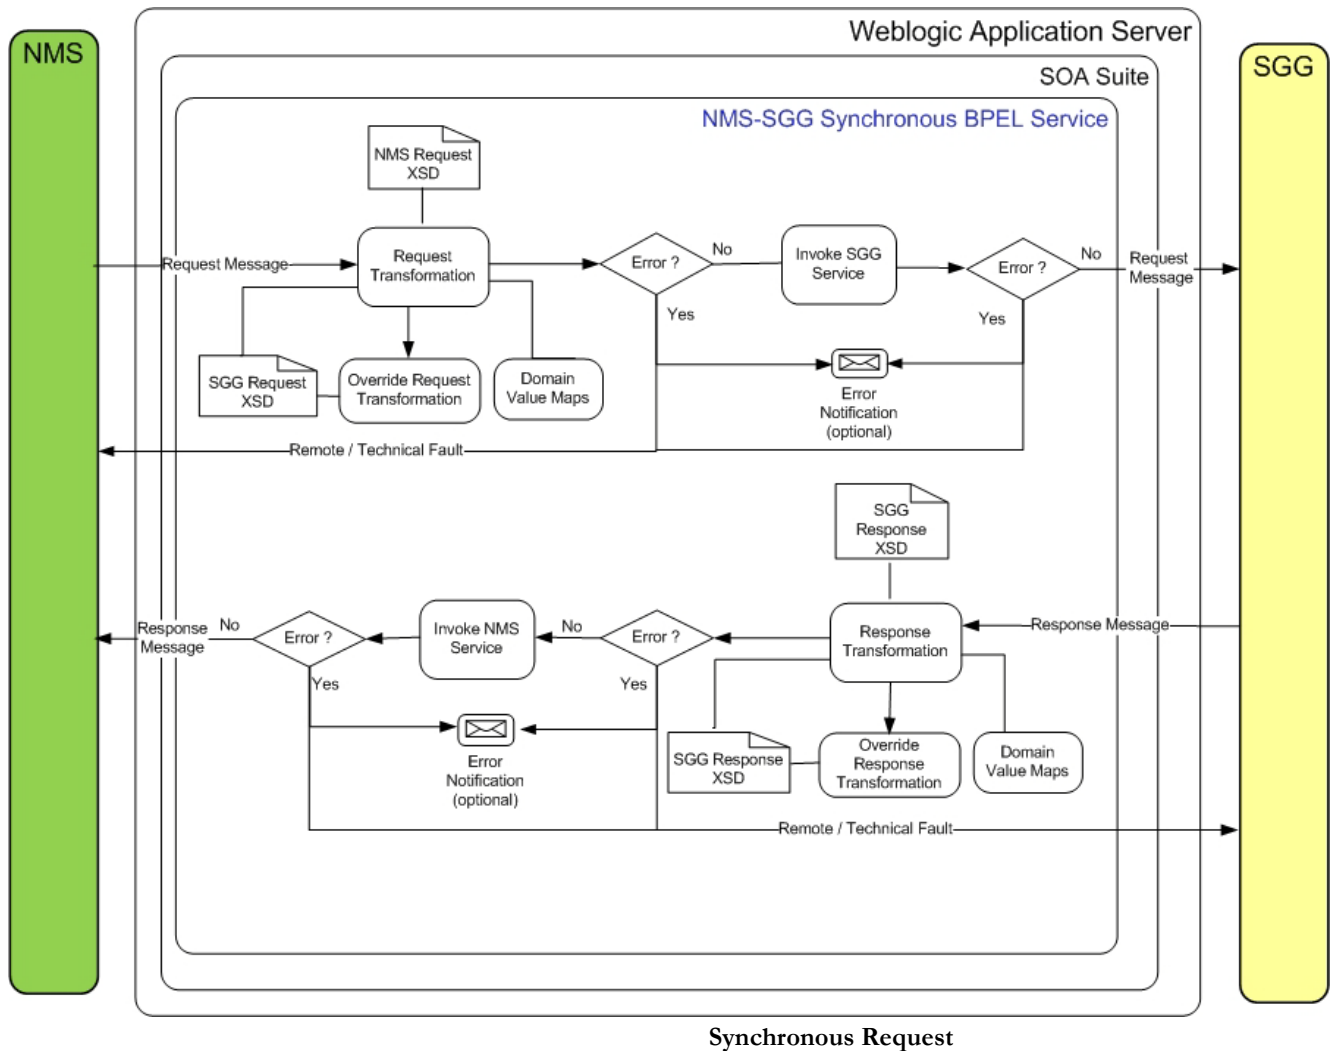 Weblogic Application Server
NMS
SGG
SOA Suite
NMS-SGG Synchronous BPEL Service
NMS Request
XSD
Request Message
Request
Transformation
Error ?
No
Invoke SGG
Service
Error ?
No
Request
Message
Yes
Yes
SGG Request
XSD
Override Request
Transformation
Domain
Value Maps
Error
Notification
(optional)
Remote / Technical Fault
SGG
Response
XSD
Response
Message
No
Error ?
Invoke NMS
Service
No
Error ?
Response
Transformation
Response Message
Yes
Yes
Error
Notification
(optional)
SGG Response
XSD
Override
Response
Transformation
Domain
Value Maps
Remote / Technical Fault
Synchronous Request